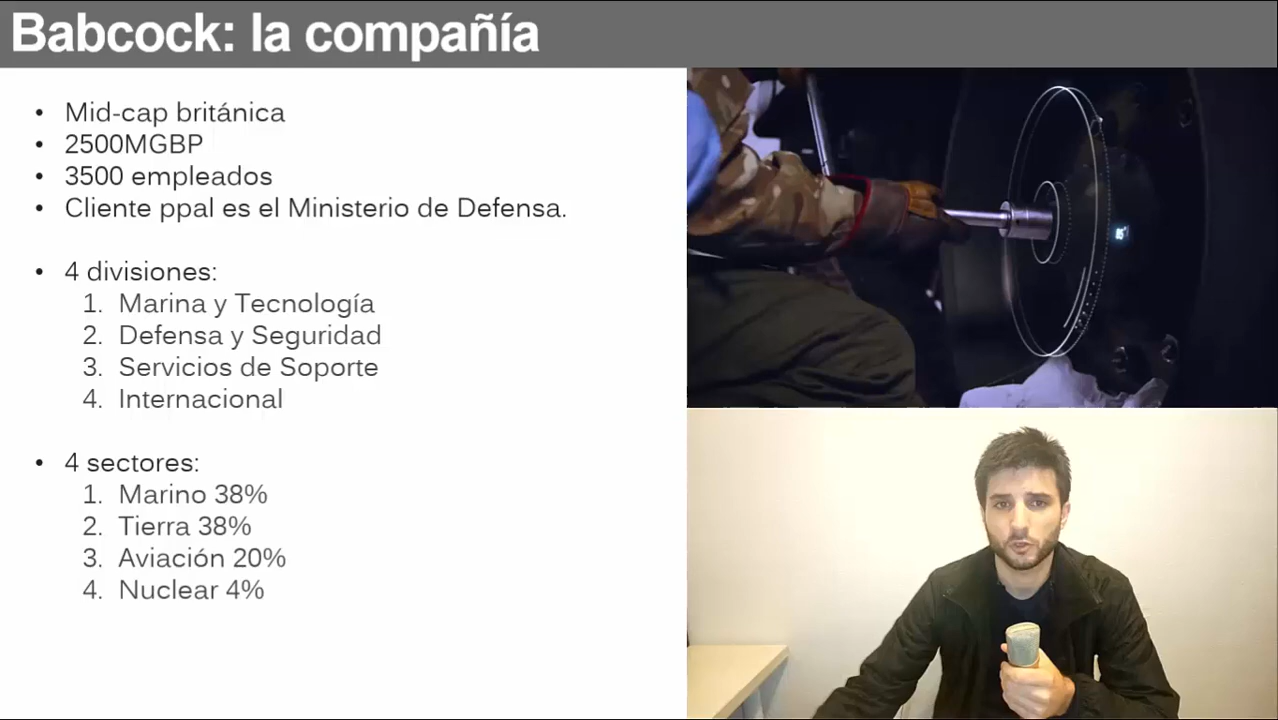 Babcock: la compañía
• Mid-cap británica
• 2500MGBP
• 3500 empleados
• Cliente ppal es el Ministerio de Defensa.
• 4 divisiones:
1. Marina y Tecnología
2. Defensa y Seguridad
3. Servicios de Soporte
4. Internacional
• 4 sectores:
1. Marino 38%
2. Tierra 38%
3. Aviación 20%
4. Nuclear 4%